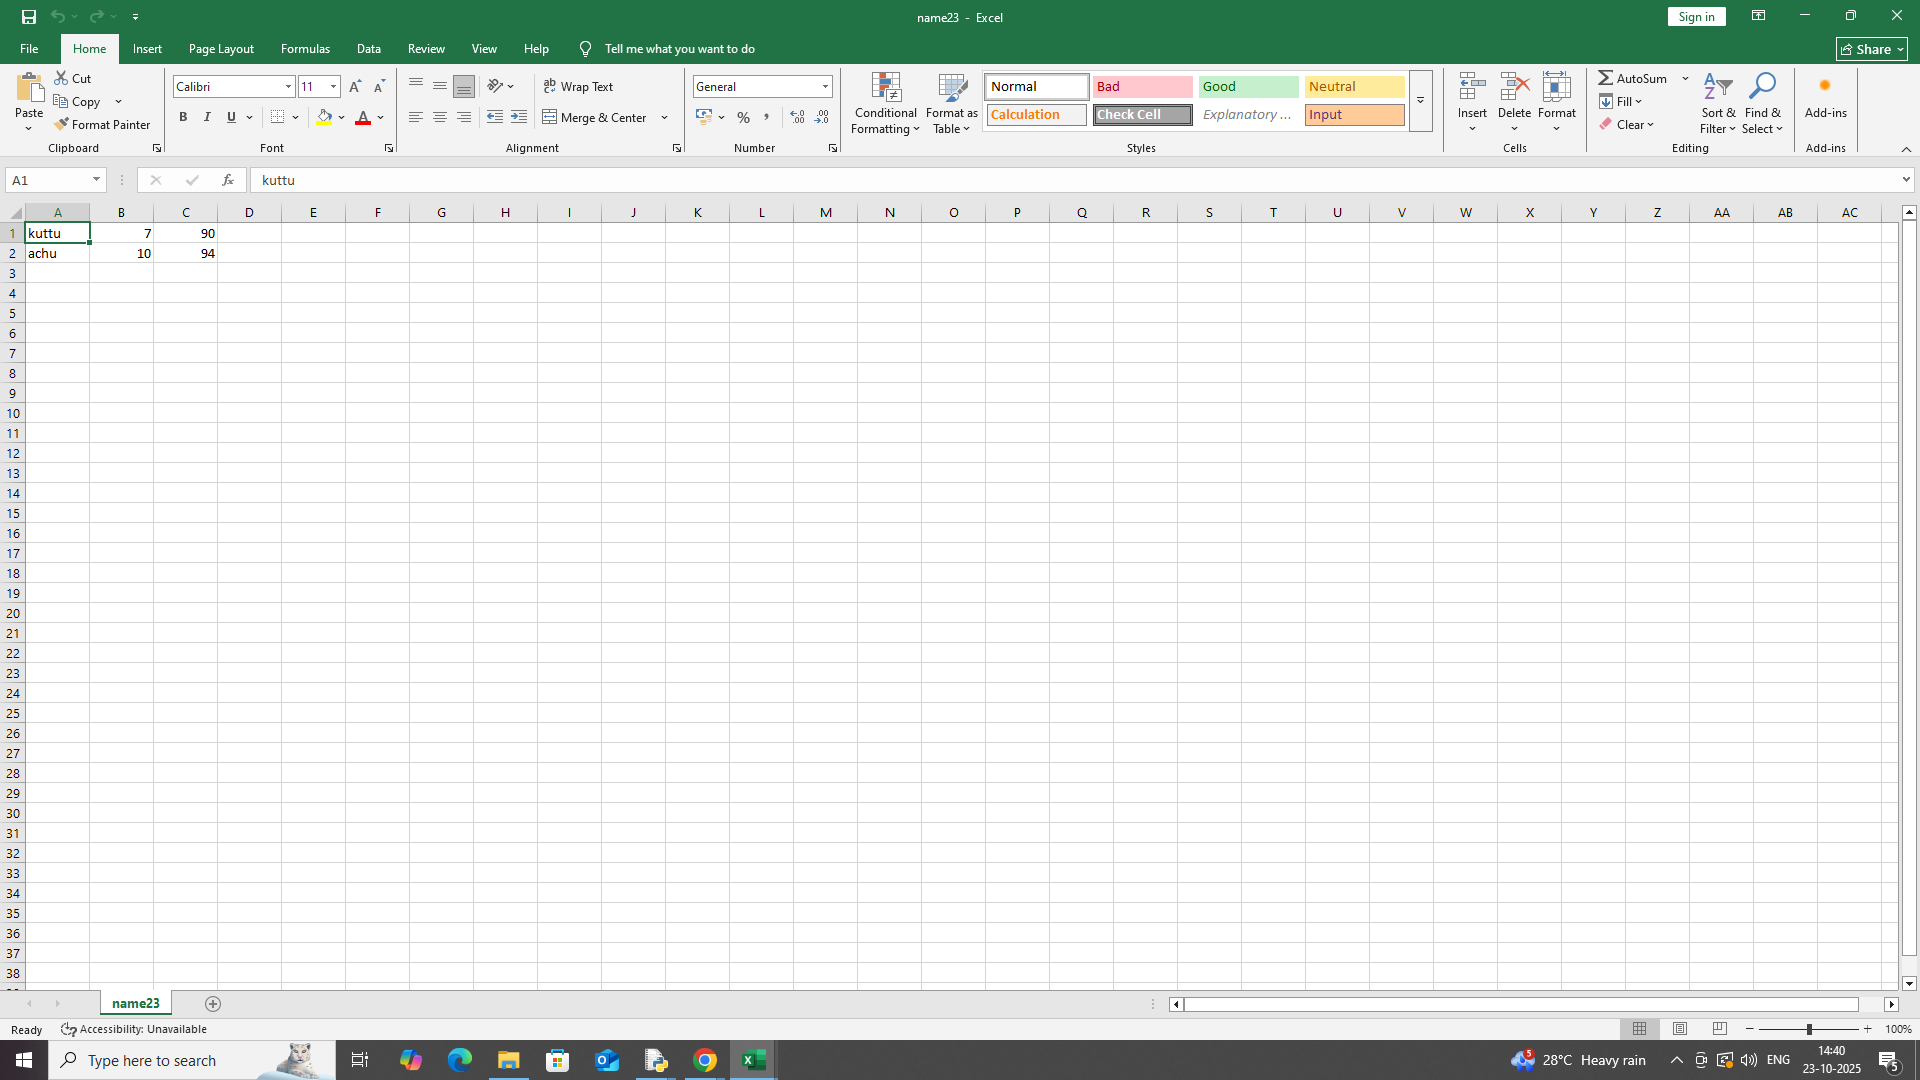 name23 - Excel
Sign in
File Home Insert Page Layout Formulas Data Review View Help Tell me what you want to do
Share
Paste
Cut
Copy
Format Painter
Clipboard
Calibri 11
B I U
Font
Wrap Text
Merge & Center
Alignment
General
Number
Conditional Formatting
Format as Table
Normal Bad Good Neutral
Calculation Check Cell Explanatory ... Input
Styles
Insert Delete Format
Cells
AutoSum
Fill
Clear
Sort & Filter
Find & Select
Editing
Add-ins
Add-ins
A1 fx kuttu
A B C D E F G H I J K L M N O P Q R S T U V W X Y Z AA AB AC
1 kuttu 7 90
2 achu 10 94
3
4
5
6
7
8
9
10
11
12
13
14
15
16
17
18
19
20
21
22
23
24
25
26
27
28
29
30
31
32
33
34
35
36
37
38
name23
Ready Accessibility: Unavailable
100%
Type here to search
28°C Heavy rain
ENG
14:40
23-10-2025
5